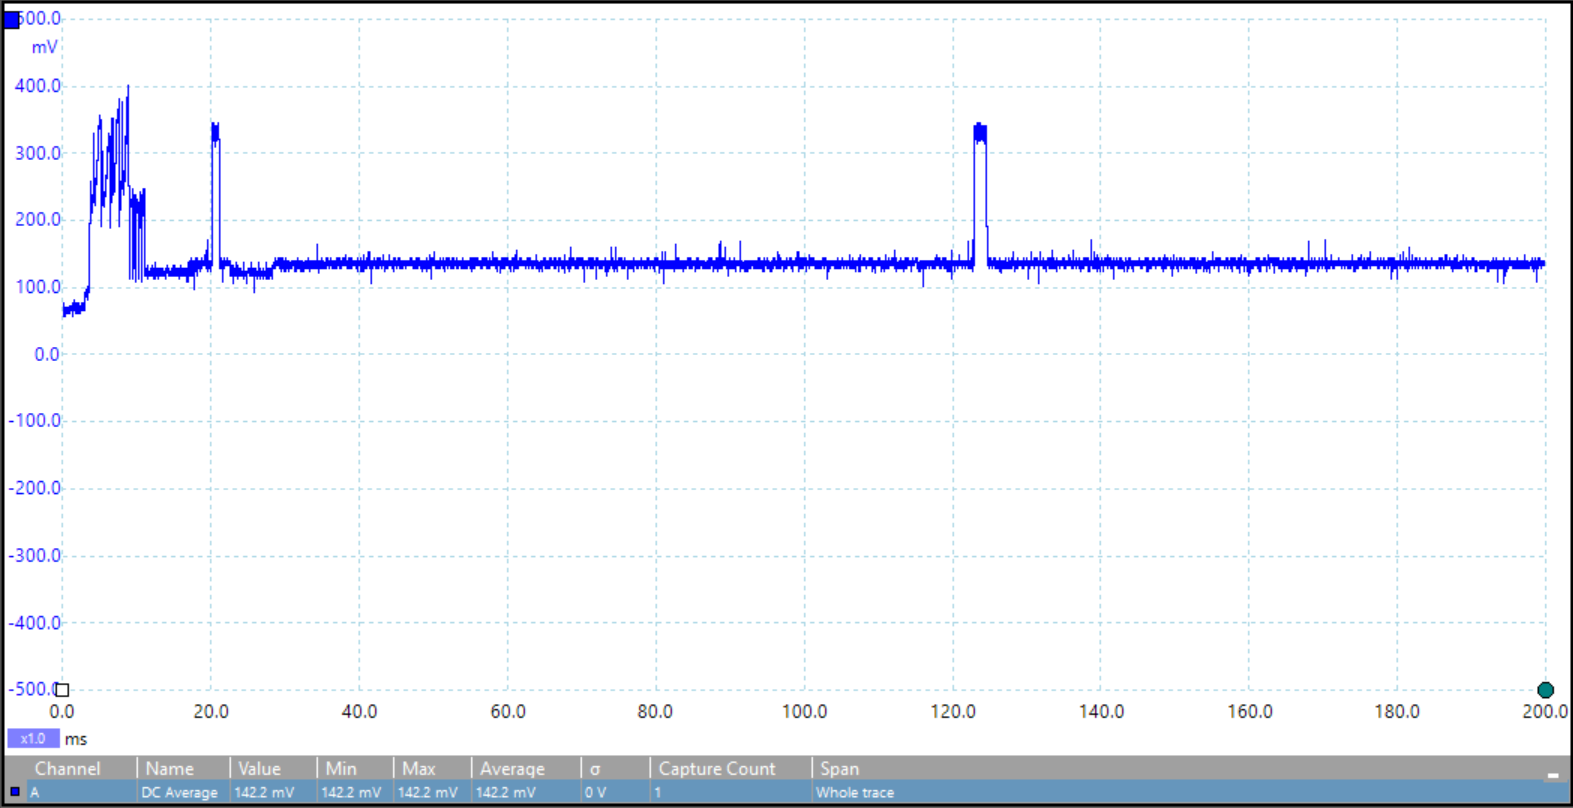 500.0
mV
400.0
300.0
200.0
100.0
0.0
-100.0
-200.0
-300.0
-400.0
-500.0
0.0 20.0 40.0 60.0 80.0 100.0 120.0 140.0 160.0 180.0 200.0
x1.0 ms
Channel Name Value Min Max Average σ Capture Count Span
A DC Average 142.2 mV 142.2 mV 142.2 mV 142.2 mV 0 V 1 Whole trace